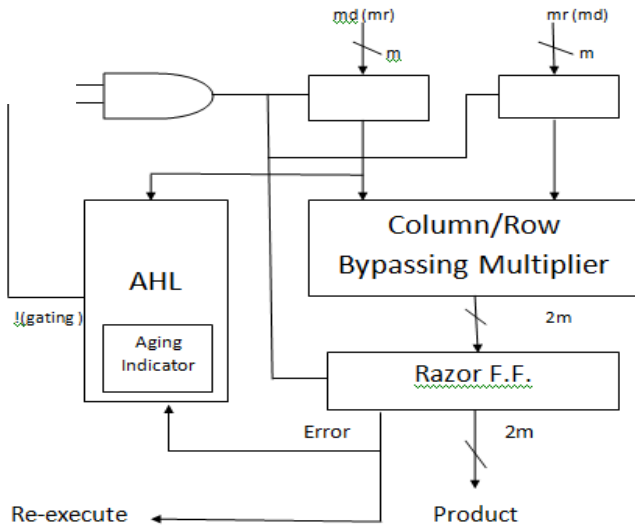 md (mr)
mr (md)
m
m
Column/Row
Bypassing Multiplier
AHL
!(gating )
Aging
Indicator
2m
Razor F.F.
Error
2m
Re-execute
Product